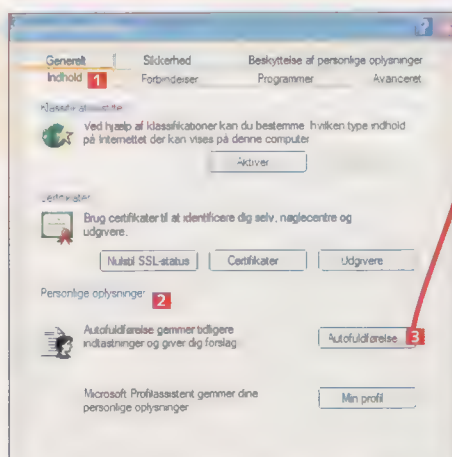 ?
Generelt Sikkerhed Beskyttelse af personlige oplysninger
Indhold 1 Forbindelser Programmer Avanceret
Ved hjælp af klassifikationer kan du bestemme hvilken type indhold
på Internettet der kan vises på denne computer
Aktiver
Certifikater
Brug certifikater til at identificere dig selv, nøglecentre og
udgivere.
Nulstil SSL-status Certifikater Udgivere
Personlige oplysninger 2
Autofuldførelse gemmer tidligere
indtastninger og giver dig forslag
Autofuldførelse 3
Microsoft Profilassistent gemmer dine
personlige oplysninger
Min profil